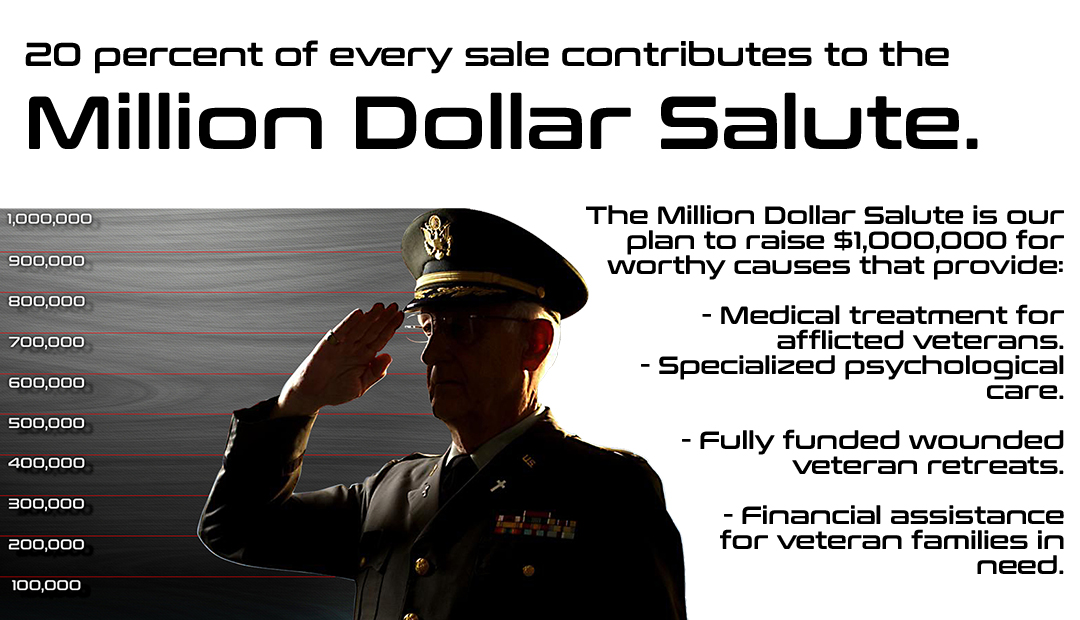 20 percent of every sale contributes to the
Million Dollar Salute.
The Million Dollar Salute is our
plan to raise $1,000,000 for
worthy causes that provide:
- Medical treatment for
afflicted veterans.
- Specialized psychological
care.
- Fully funded wounded
veteran retreats.
- Financial assistance
for veteran families in
need.
1,000,000
900,000
800,000
700,000
600,000
500,000
400,000
300,000
200,000
100,000
US